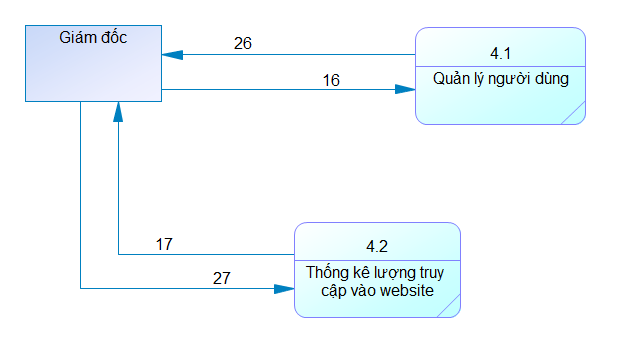 Giám đốc
26
16
4.1
Quản lý người dùng
17
27
4.2
Thống kê lượng truy
cập vào website